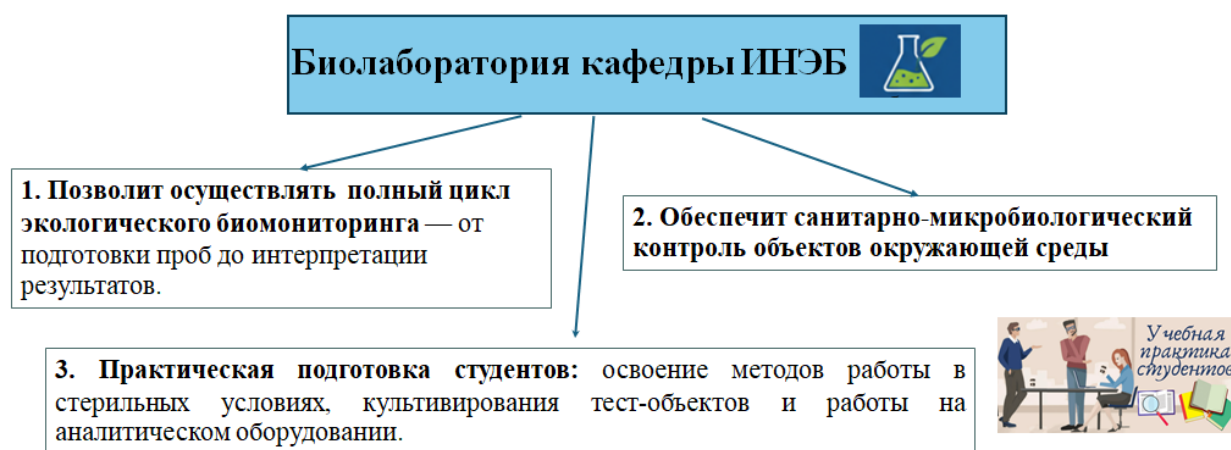 Биолаборатория кафедры ИНЭБ
1. Позволит осуществлять полный цикл
экологического биомониторинга — от
подготовки проб до интерпретации
результатов.
2. Обеспечит санитарно-микробиологический
контроль объектов окружающей среды
3. Практическая подготовка студентов: освоение методов работы в
стерильных условиях, культивирования тест-объектов и работы на
аналитическом оборудовании.
Учебная
практика
студентов